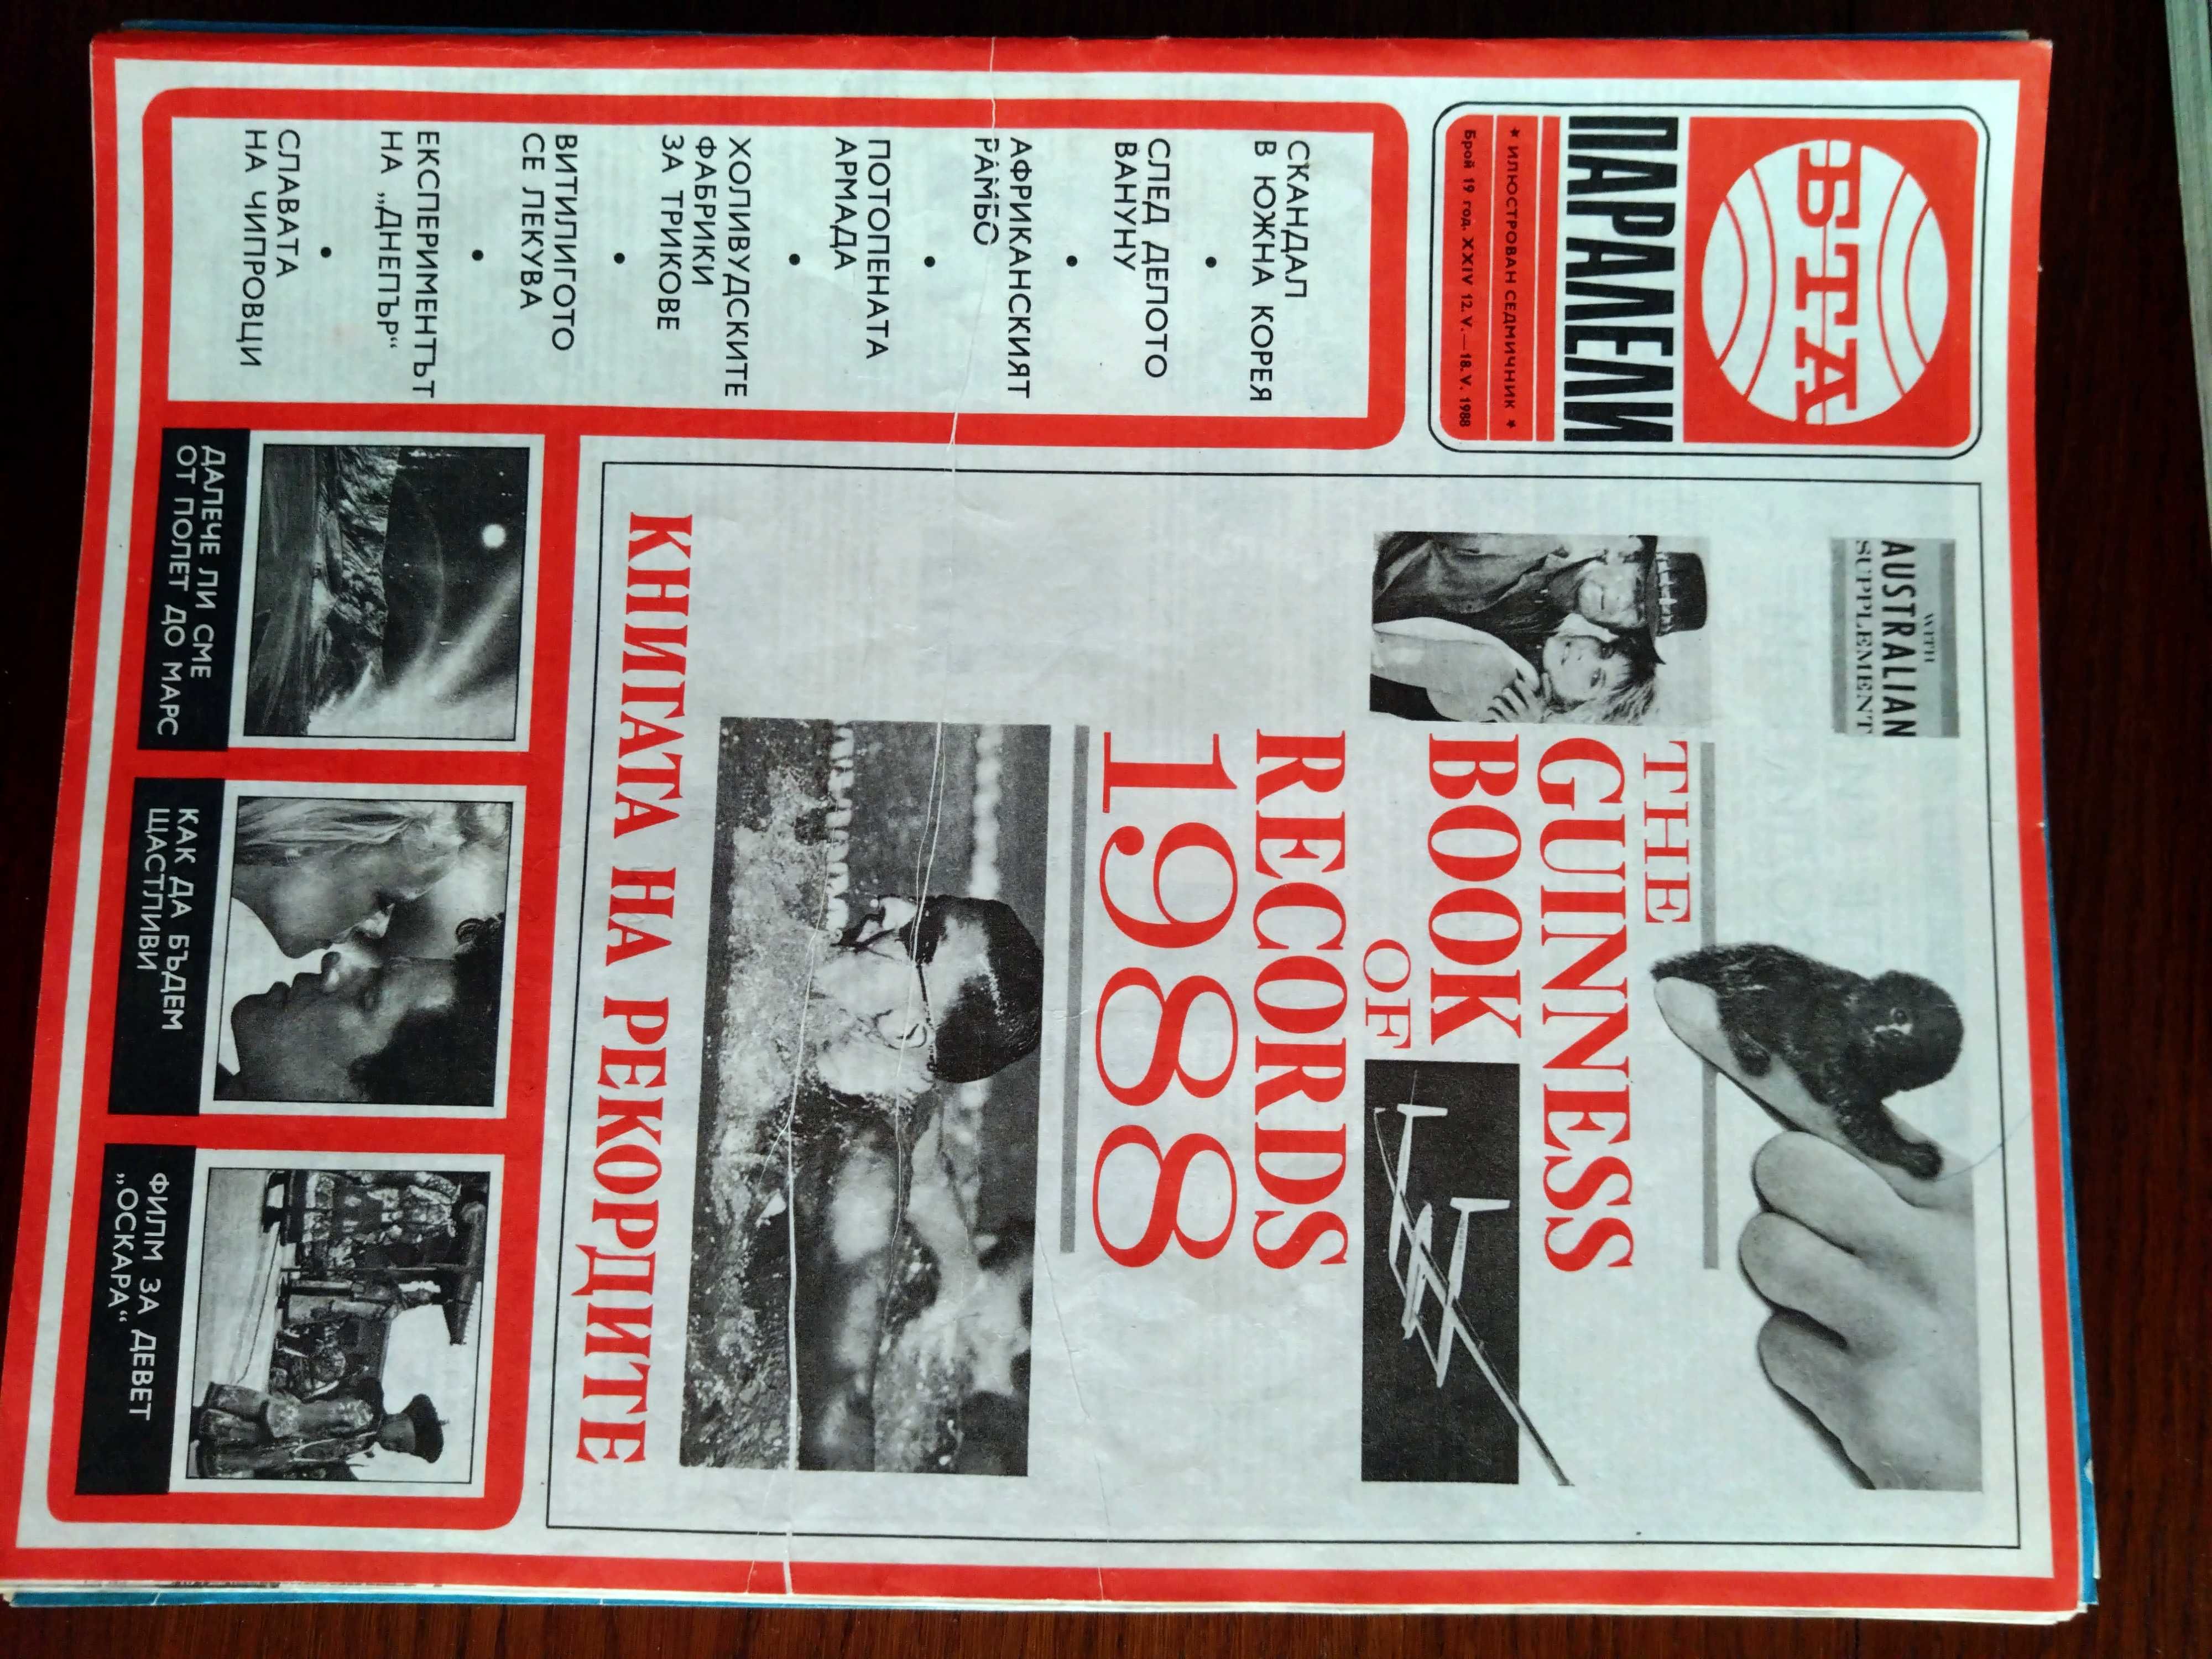 БТА
ПАРАЛЕЛИ
★ ИЛЮСТРОВАН СЕДМИЧНИК ★
Брой 19 год. XXIV 12.V.—18.V. 1988
СКАНДАЛ
В ЮЖНА КОРЕЯ
•
СЛЕД ДЕЛОТО
ВАНУНУ
•
АФРИКАНСКИЯТ
РАМБО
•
ПОТОПЕНАТА
АРМАДА
•
ХОЛИВУДСКИТЕ
ФАБРИКИ
ЗА ТРИКОВЕ
•
ВИТИЛИГОТО
СЕ ЛЕКУВА
•
ЕКСПЕРИМЕНТЪТ
НА „ДНЕПЪР“
•
СЛАВАТА
НА ЧИПРОВЦИ
WITH
AUSTRALIAN
SUPPLEMENT
THE
GUINNESS
BOOK
OF
RECORDS
1988
КНИГАТА НА РЕКОРДИТЕ
ДАЛЕЧЕ ЛИ СМЕ
ОТ ПОЛЕТ ДО МАРС
КАК ДА БЪДЕМ
ЩАСТЛИВИ
ФИЛМ ЗА ДЕВЕТ
„ОСКАРА“